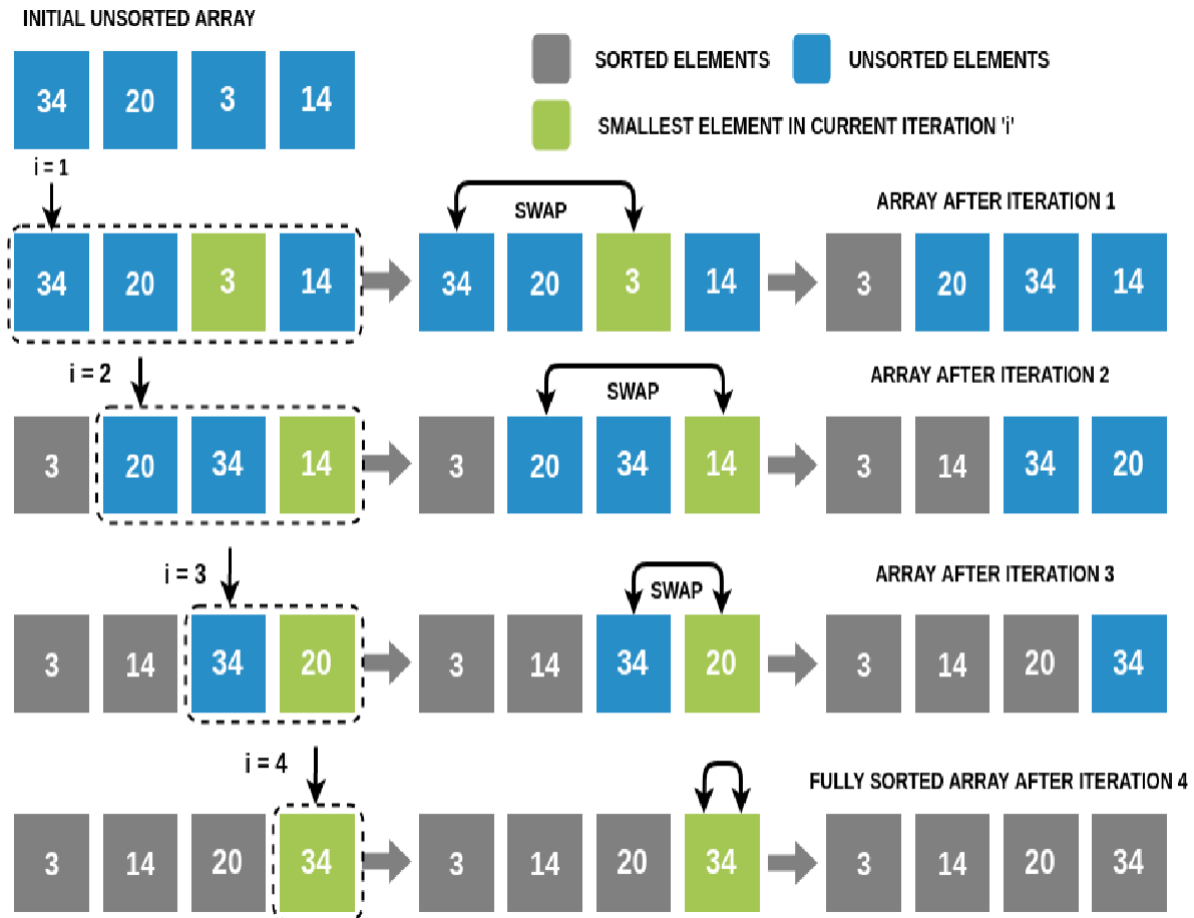 INITIAL UNSORTED ARRAY
SORTED ELEMENTS
UNSORTED ELEMENTS
SMALLEST ELEMENT IN CURRENT ITERATION 'i'
34 20 3 14
i = 1
SWAP
ARRAY AFTER ITERATION 1
34 20 3 14
34 20 3 14
3 20 34 14
i = 2
SWAP
ARRAY AFTER ITERATION 2
3 20 34 14
3 20 34 14
3 14 34 20
i = 3
SWAP
ARRAY AFTER ITERATION 3
3 14 34 20
3 14 34 20
3 14 20 34
i = 4
FULLY SORTED ARRAY AFTER ITERATION 4
3 14 20 34
3 14 20 34
3 14 20 34